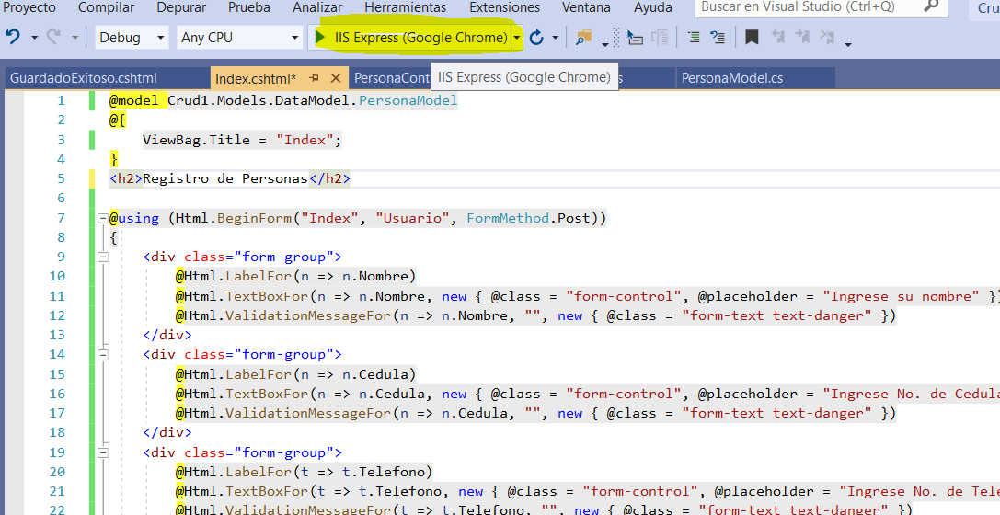 Proyecto Compilar Depurar Prueba Analizar Herramientas Extensiones Ventana Ayuda Buscar en Visual Studio (Ctrl+Q) Cru
Debug Any CPU IIS Express (Google Chrome)
GuardadoExitoso.cshtml Index.cshtml* PersonaCont IIS Express (Google Chrome) s PersonaModel.cs
1 @model Crud1.Models.DataModel.PersonaModel
2 @{
3 ViewBag.Title = "Index";
4 }
5 <h2>Registro de Personas</h2>
6
7 @using (Html.BeginForm("Index", "Usuario", FormMethod.Post))
8 {
9 <div class="form-group">
10 @Html.LabelFor(n => n.Nombre)
11 @Html.TextBoxFor(n => n.Nombre, new { @class = "form-control", @placeholder = "Ingrese su nombre" })
12 @Html.ValidationMessageFor(n => n.Nombre, "", new { @class = "form-text text-danger" })
13 </div>
14 <div class="form-group">
15 @Html.LabelFor(n => n.Cedula)
16 @Html.TextBoxFor(n => n.Cedula, new { @class = "form-control", @placeholder = "Ingrese No. de Cedula
17 @Html.ValidationMessageFor(n => n.Cedula, "", new { @class = "form-text text-danger" })
18 </div>
19 <div class="form-group">
20 @Html.LabelFor(t => t.Telefono)
21 @Html.TextBoxFor(t => t.Telefono, new { @class = "form-control", @placeholder = "Ingrese No. de Tele
22 @Html.ValidationMessageFor(t => t.Telefono, "", new { @class = "form-text text-danger" })